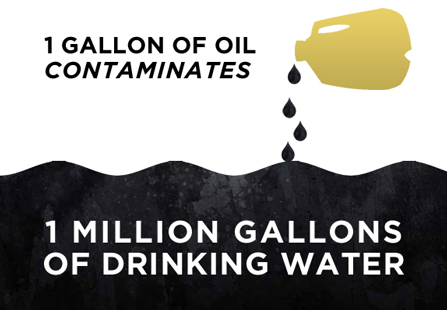 1 GALLON OF OIL
CONTAMINATES
1 MILLION GALLONS
OF DRINKING WATER